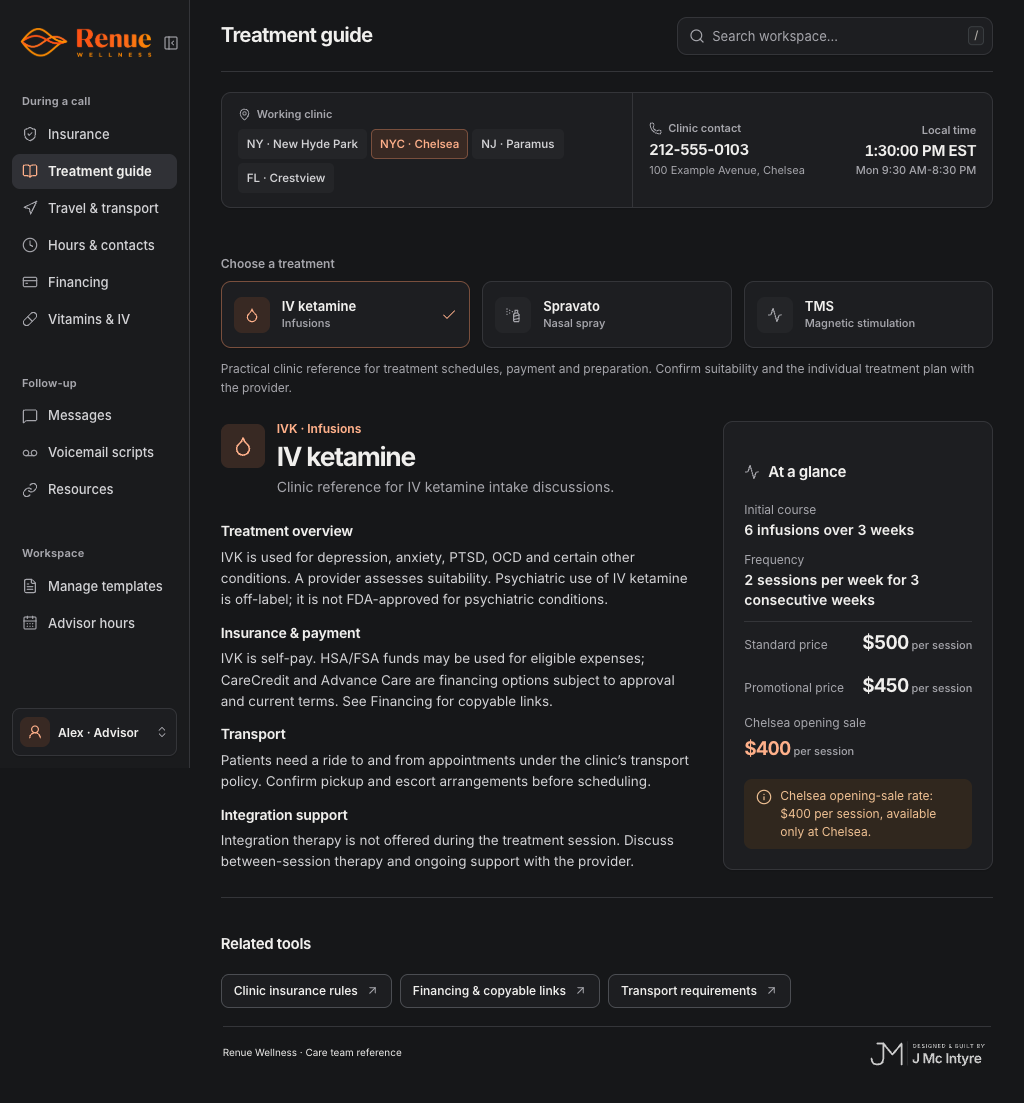 Renue
WELLNESS
During a call
Insurance
Treatment guide
Travel & transport
Hours & contacts
Financing
Vitamins & IV
Follow-up
Messages
Voicemail scripts
Resources
Workspace
Manage templates
Advisor hours
Alex · Advisor
Treatment guide
Search workspace...
/
Working clinic
NY · New Hyde Park
NYC · Chelsea
NJ · Paramus
FL · Crestview
Clinic contact
212-555-0103
100 Example Avenue, Chelsea
Local time
1:30:00 PM EST
Mon 9:30 AM-8:30 PM
Choose a treatment
IV ketamine
Infusions
Spravato
Nasal spray
TMS
Magnetic stimulation
Practical clinic reference for treatment schedules, payment and preparation. Confirm suitability and the individual treatment plan with
the provider.
IVK · Infusions
IV ketamine
Clinic reference for IV ketamine intake discussions.
Treatment overview
IVK is used for depression, anxiety, PTSD, OCD and certain other
conditions. A provider assesses suitability. Psychiatric use of IV ketamine
is off-label; it is not FDA-approved for psychiatric conditions.
Insurance & payment
IVK is self-pay. HSA/FSA funds may be used for eligible expenses;
CareCredit and Advance Care are financing options subject to approval
and current terms. See Financing for copyable links.
Transport
Patients need a ride to and from appointments under the clinic’s transport
policy. Confirm pickup and escort arrangements before scheduling.
Integration support
Integration therapy is not offered during the treatment session. Discuss
between-session therapy and ongoing support with the provider.
At a glance
Initial course
6 infusions over 3 weeks
Frequency
2 sessions per week for 3
consecutive weeks
Standard price $500 per session
Promotional price $450 per session
Chelsea opening sale
$400 per session
Chelsea opening-sale rate:
$400 per session, available
only at Chelsea.
Related tools
Clinic insurance rules
Financing & copyable links
Transport requirements
Renue Wellness · Care team reference
JM
DESIGNED & BUILT BY
J Mc Intyre